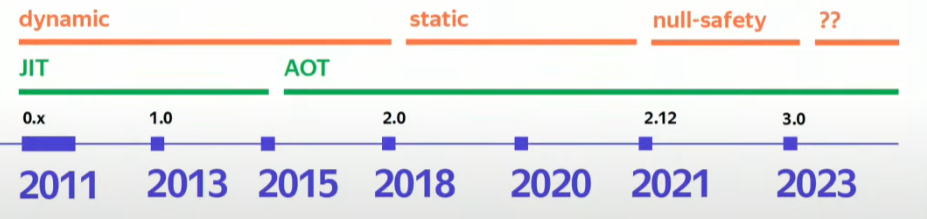 dynamic static null-safety ??
JIT AOT
0.x 1.0 2.0 2.12 3.0
2011 2013 2015 2018 2020 2021 2023